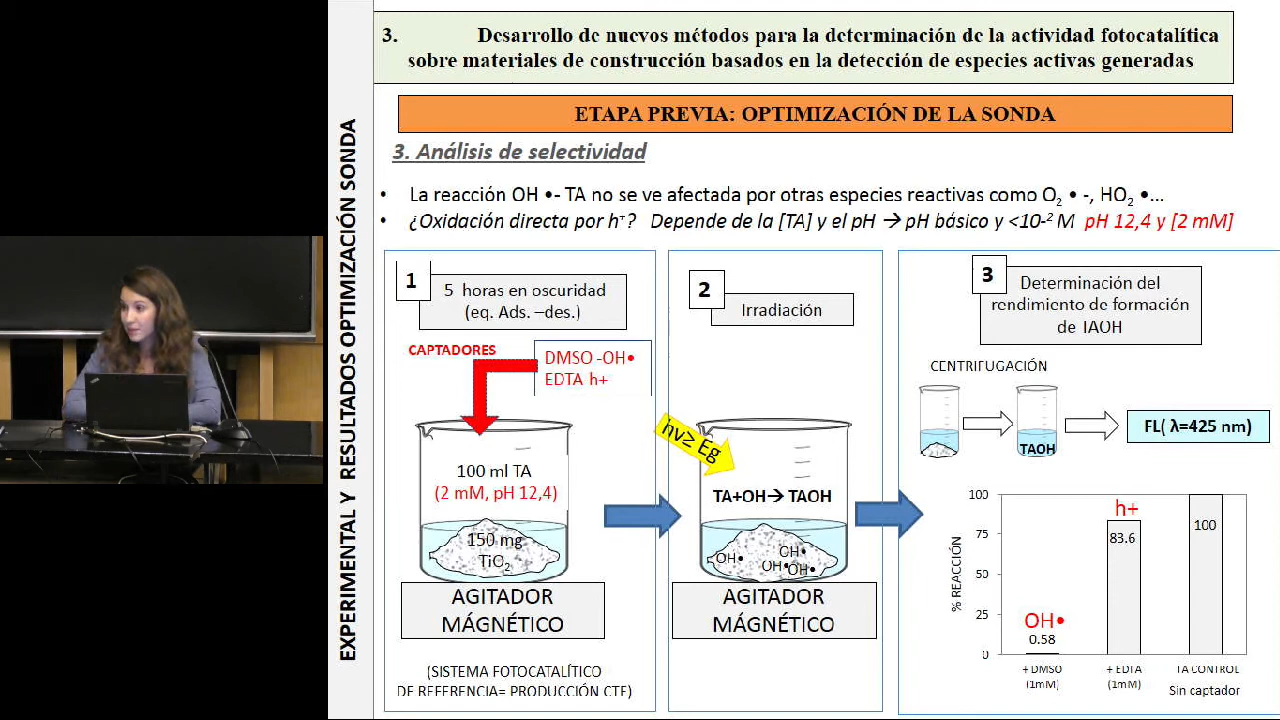 3. Desarrollo de nuevos métodos para la determinación de la actividad fotocatalítica
sobre materiales de construcción basados en la detección de especies activas generadas
ETAPA PREVIA: OPTIMIZACIÓN DE LA SONDA
3. Análisis de selectividad
• La reacción OH •- TA no se ve afectada por otras especies reactivas como O2 • -, HO2 •...
• ¿Oxidación directa por h+? Depende de la [TA] y el pH → pH básico y <10-2 M pH 12,4 y [2 mM]
EXPERIMENTAL Y RESULTADOS OPTIMIZACIÓN SONDA
1
5 horas en oscuridad
(eq. Ads. –des.)
CAPTADORES
DMSO -OH•
EDTA h+
100 ml TA
(2 mM, pH 12,4)
150 mg
TiO2
AGITADOR
MÁGNÉTICO
(SISTEMA FOTOCATALÍTICO
DE REFERENCIA= PRODUCCIÓN CTE)
2
Irradiación
hv≥ Eg
TA+OH→ TAOH
OH•
OH•
OH•
OH•
AGITADOR
MÁGNÉTICO
3
Determinación del
rendimiento de formación
de TAOH
CENTRIFUGACIÓN
TAOH
FL( λ=425 nm)
% REACCIÓN
100
75
50
25
0
OH•
0.58
h+
83.6
100
+ DMSO
(1mM)
+ EDTA
(1mM)
TA CONTROL
Sin captador